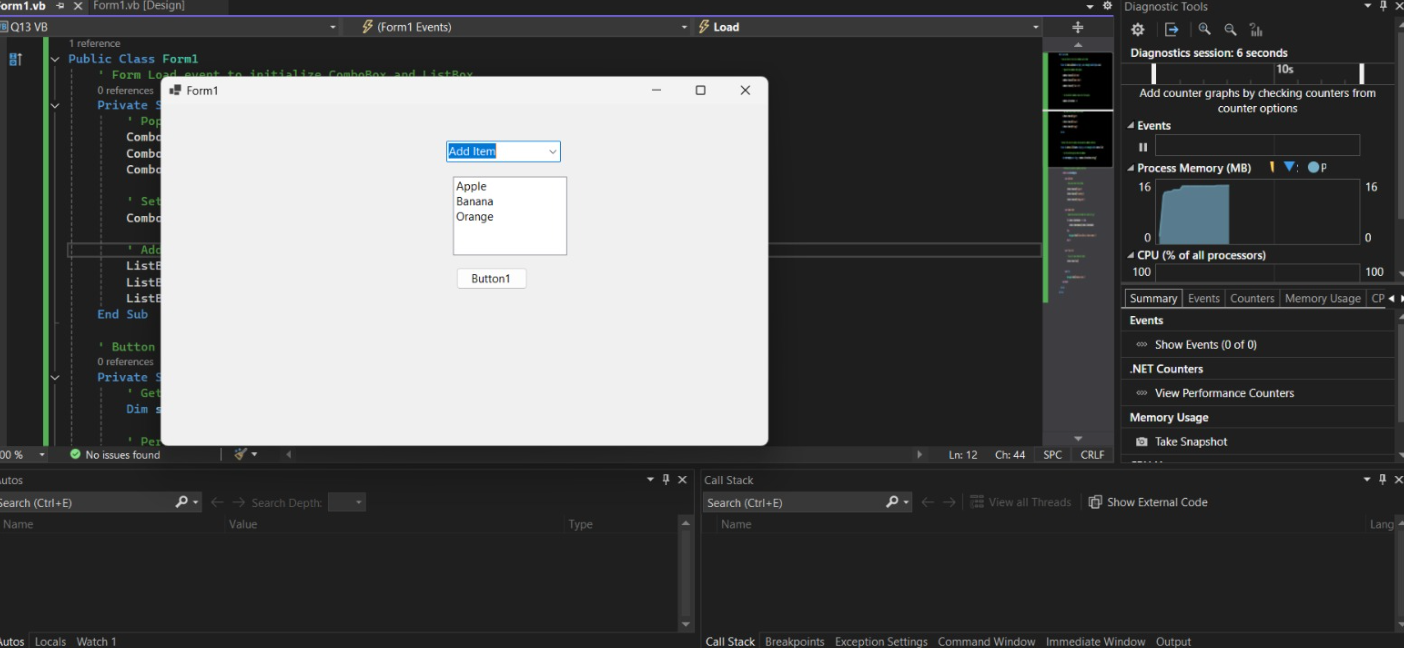 orm1.vb
Form1.vb [Design]
Q13 VB
(Form1 Events)
Load
1 reference
Public Class Form1
' Form Load event to initialize ComboBox and ListBox
0 references
Private S
' Pop
Combo
Combo
Combo
' Set
Combo
' Add
ListB
ListB
ListB
End Sub
' Button
0 references
Private S
' Get
Dim s
' Per
Form1
Add Item
Apple
Banana
Orange
Button1
00 %
No issues found
Ln: 12
Ch: 44
SPC
CRLF
Diagnostic Tools
Diagnostics session: 6 seconds
10s
Add counter graphs by checking counters from
counter options
Events
Process Memory (MB)
P
16
16
0
0
CPU (% of all processors)
100
100
Summary
Events
Counters
Memory Usage
CP
Events
Show Events (0 of 0)
.NET Counters
View Performance Counters
Memory Usage
Take Snapshot
utos
Search (Ctrl+E)
Search Depth:
Name
Value
Type
Autos
Locals
Watch 1
Call Stack
Search (Ctrl+E)
View all Threads
Show External Code
Name
Lang
Call Stack
Breakpoints
Exception Settings
Command Window
Immediate Window
Output